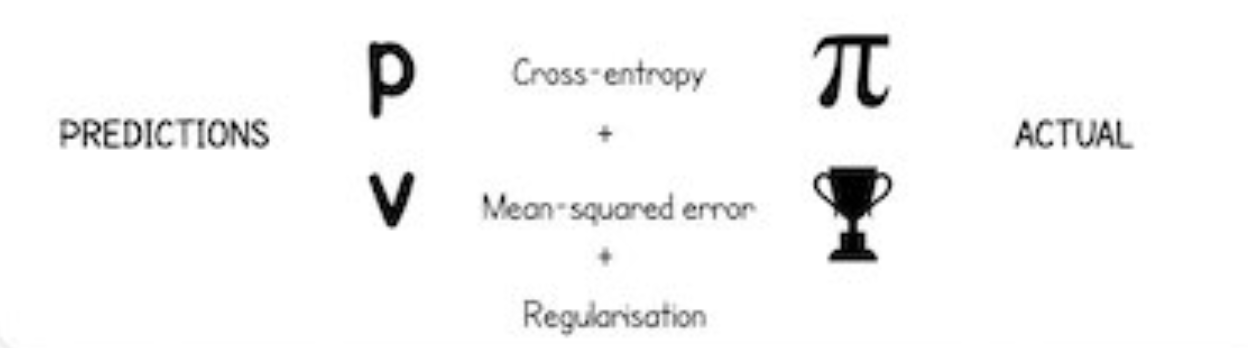 p Cross-entropy π
PREDICTIONS + ACTUAL
v Mean-squared error
+
Regularisation